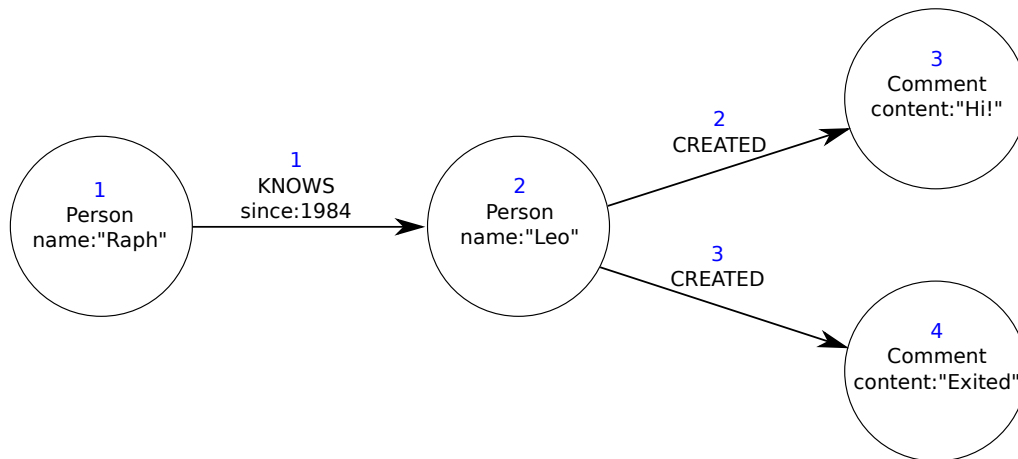 1
Person
name:"Raph"
1
KNOWS
since:1984
2
Person
name:"Leo"
2
CREATED
3
CREATED
3
Comment
content:"Hi!"
4
Comment
content:"Exited"